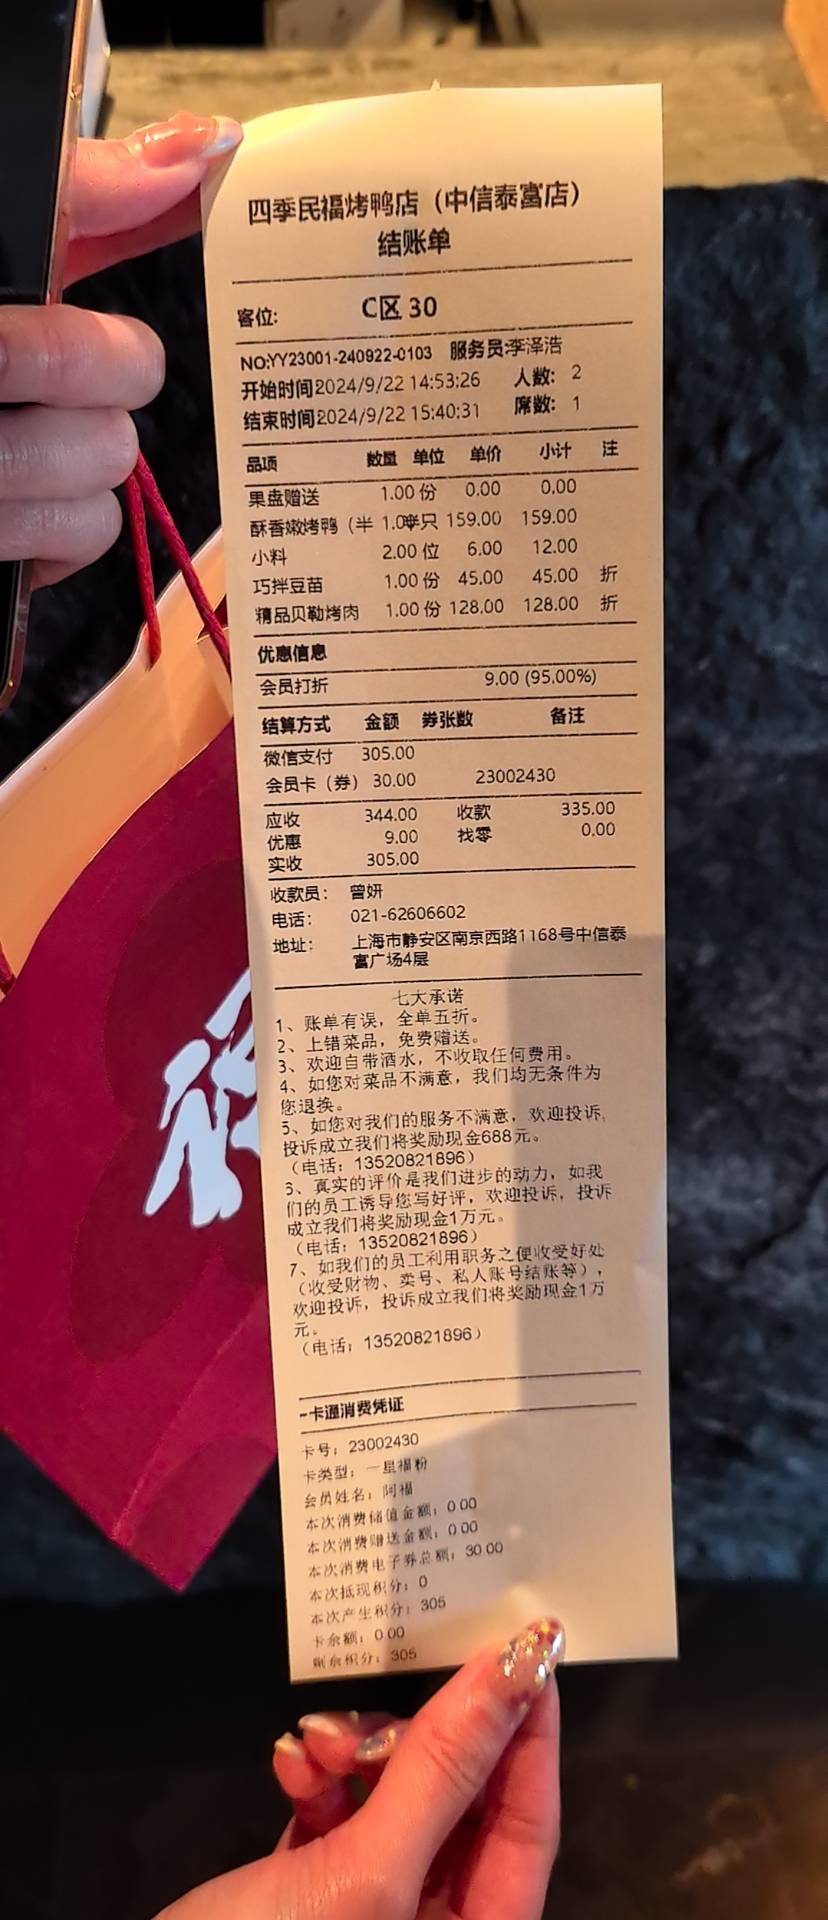 四季民福烤鸭店（中信泰富店）
结账单
客位: C区 30
NO:YY23001-240922-0103 服务员:李泽浩
开始时间2024/9/22 14:53:26 人数: 2
结束时间2024/9/22 15:40:31 席数: 1
品项 数量 单位 单价 小计 注
果盘赠送 1.00 份 0.00 0.00
酥香嫩烤鸭（半 1.0半只 159.00 159.00
小料 2.00 位 6.00 12.00
巧拌豆苗 1.00 份 45.00 45.00 折
精品贝勒烤肉 1.00 份 128.00 128.00 折
优惠信息
会员打折 9.00 (95.00%)
结算方式 金额 券张数 备注
微信支付 305.00
会员卡（券） 30.00 23002430
应收 344.00 收款 335.00
优惠 9.00 找零 0.00
实收 305.00
收款员: 曾妍
电话: 021-62606602
地址: 上海市静安区南京西路1168号中信泰
富广场4层
七大承诺
1、账单有误，全单五折。
2、上错菜品，免费赠送。
3、欢迎自带酒水，不收取任何费用。
4、如您对菜品不满意，我们均无条件为
您退换。
5、如您对我们的服务不满意，欢迎投诉，
投诉成立我们将奖励现金688元。
（电话：13520821896）
6、真实的评价是我们进步的动力，如我
们的员工诱导您写好评，欢迎投诉，投诉
成立我们将奖励现金1万元。
（电话：13520821896）
7、如我们的员工利用职务之便收受好处
（收受财物、卖号、私人账号结账等），
欢迎投诉，投诉成立我们将奖励现金1万
元。
（电话：13520821896）
一卡通消费凭证
卡号：23002430
卡类型：一星福粉
会员姓名：阿福
本次消费储值金额：0.00
本次消费赠送金额：0.00
本次消费电子券总额：30.00
本次抵现积分：0
本次产生积分：305
卡余额：0.00
剩余积分：305